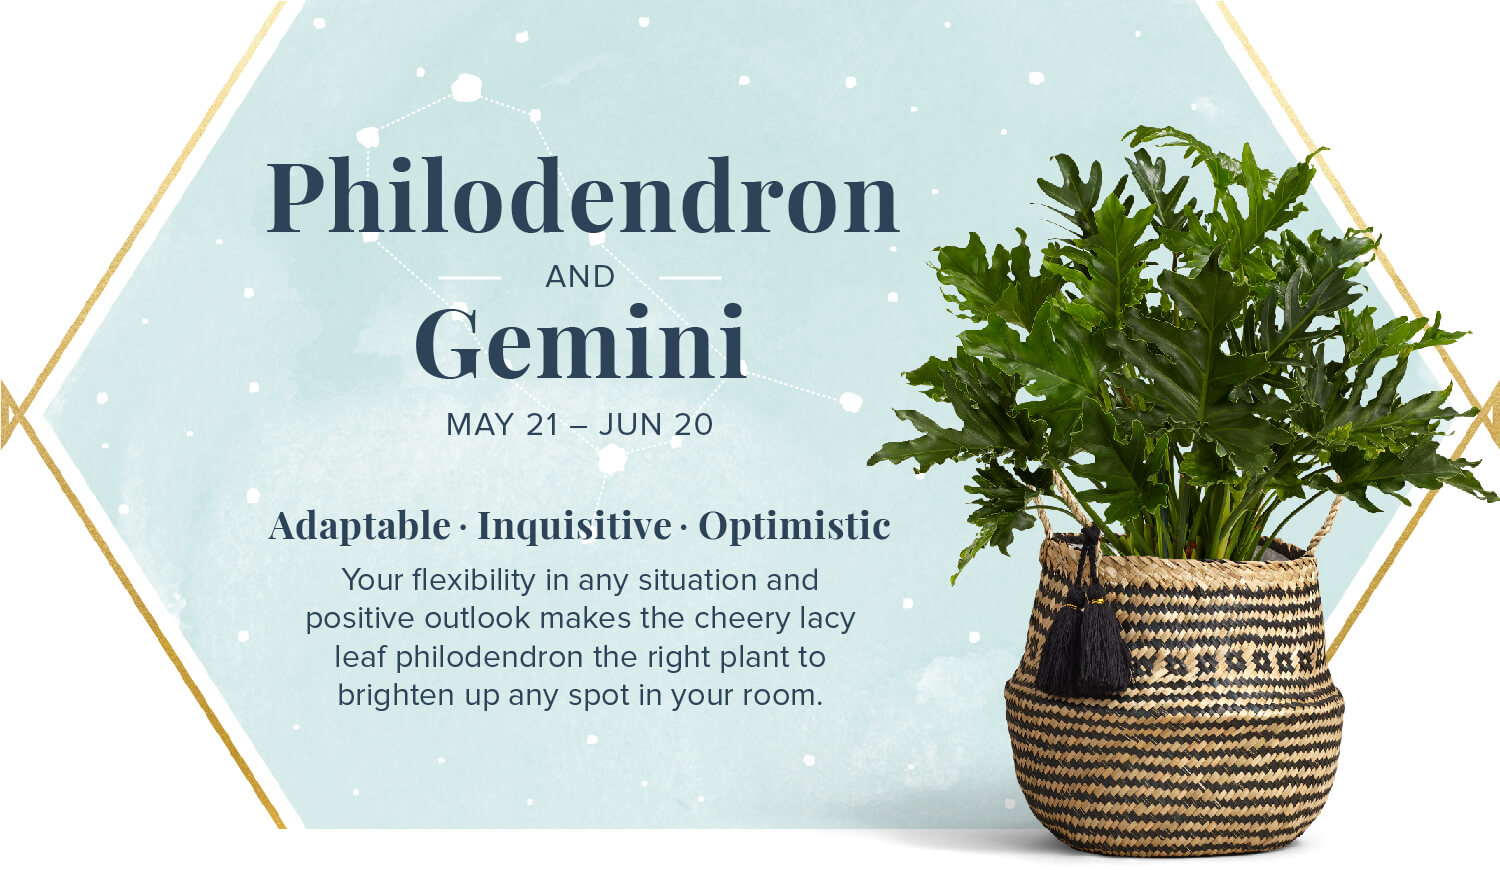 Philodendron
AND
Gemini
MAY 21 – JUN 20
Adaptable · Inquisitive · Optimistic
Your flexibility in any situation and
positive outlook makes the cheery lacy
leaf philodendron the right plant to
brighten up any spot in your room.